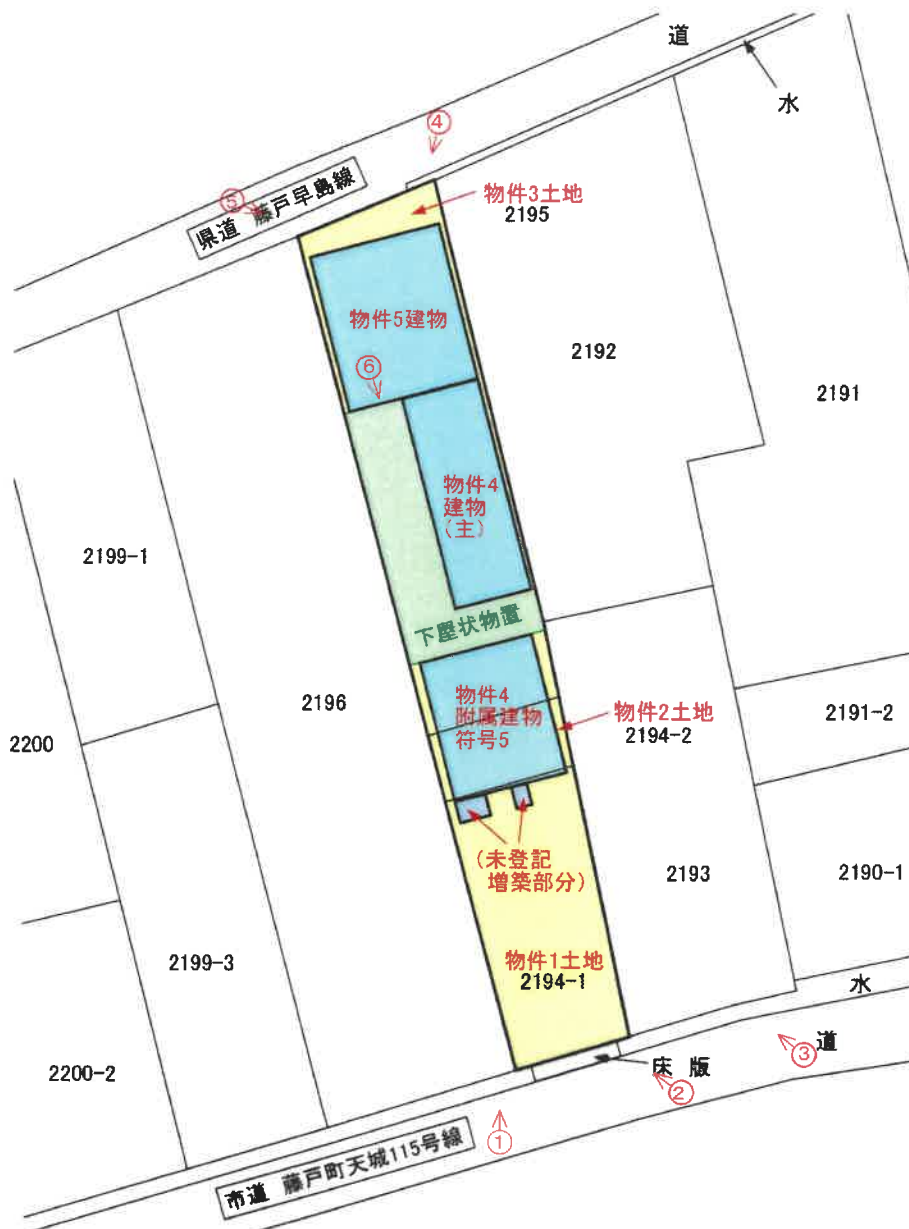 道
水
④
⑤
県道 藤戸早島線
物件3土地
2195
物件5建物
2192
2191
⑥
物件4
建物
(主)
2199-1
下屋状物置
2196
物件4
附属建物
符号5
物件2土地
2194-2
2191-2
2200
(未登記
増築部分)
2193
2190-1
2199-3
物件1土地
2194-1
水
2200-2
床版
道
③
②
①
市道 藤戸町天城115号線